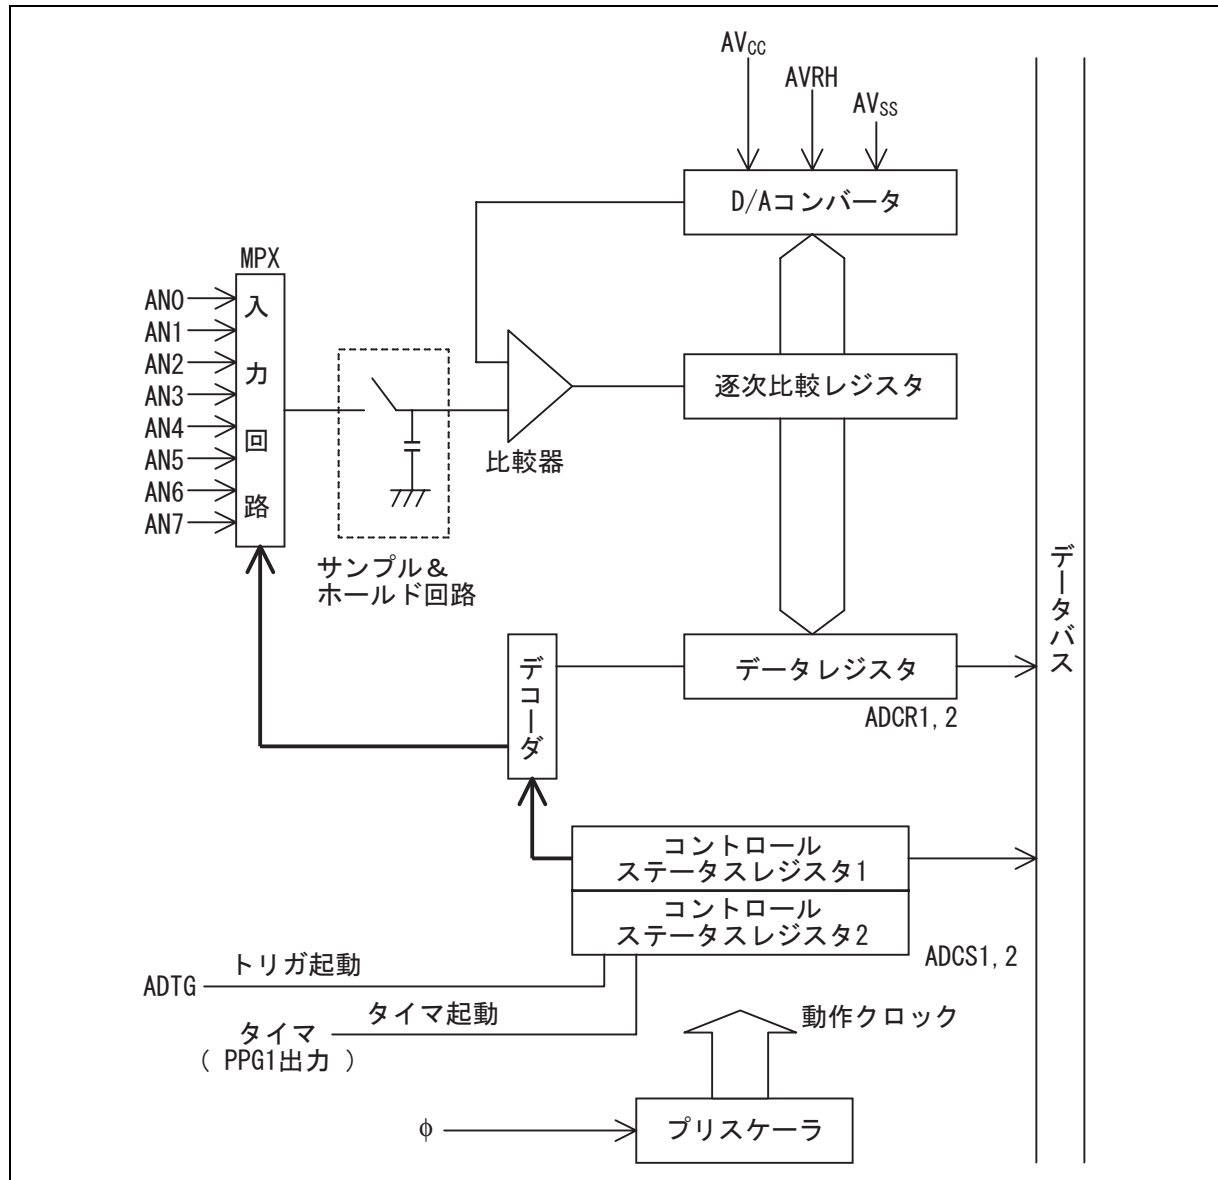 AVCC
AVRH
AVSS
D/Aコンバータ
MPX
入力回路
AN0
AN1
AN2
AN3
AN4
AN5
AN6
AN7
逐次比較レジスタ
比較器
サンプル&
ホールド回路
データバス
デコーダ
データレジスタ
ADCR1,2
コントロール
ステータスレジスタ1
コントロール
ステータスレジスタ2
ADCS1,2
トリガ起動
ADTG
タイマ起動
タイマ
( PPG1出力 )
動作クロック
φ
プリスケーラ